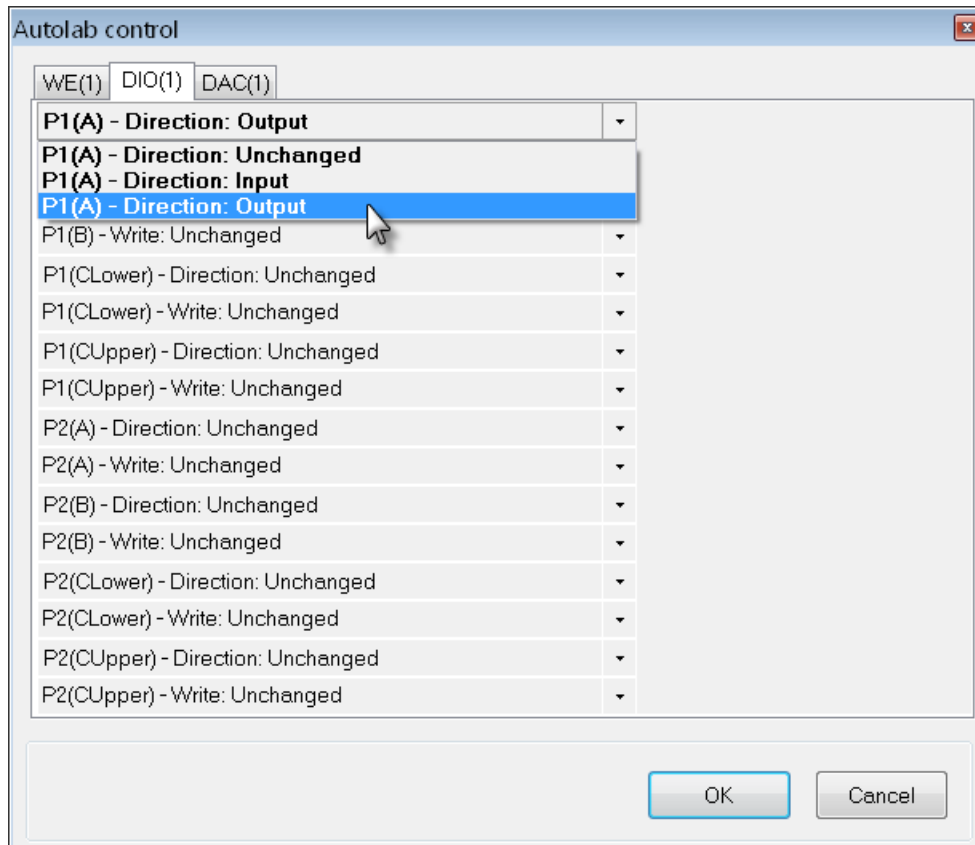 Autolab control
WE(1) DIO(1) DAC(1)
P1(A) - Direction: Output
P1(A) - Direction: Unchanged
P1(A) - Direction: Input
P1(A) - Direction: Output
P1(B) - Write: Unchanged
P1(CLower) - Direction: Unchanged
P1(CLower) - Write: Unchanged
P1(CUpper) - Direction: Unchanged
P1(CUpper) - Write: Unchanged
P2(A) - Direction: Unchanged
P2(A) - Write: Unchanged
P2(B) - Direction: Unchanged
P2(B) - Write: Unchanged
P2(CLower) - Direction: Unchanged
P2(CLower) - Write: Unchanged
P2(CUpper) - Direction: Unchanged
P2(CUpper) - Write: Unchanged
OK Cancel